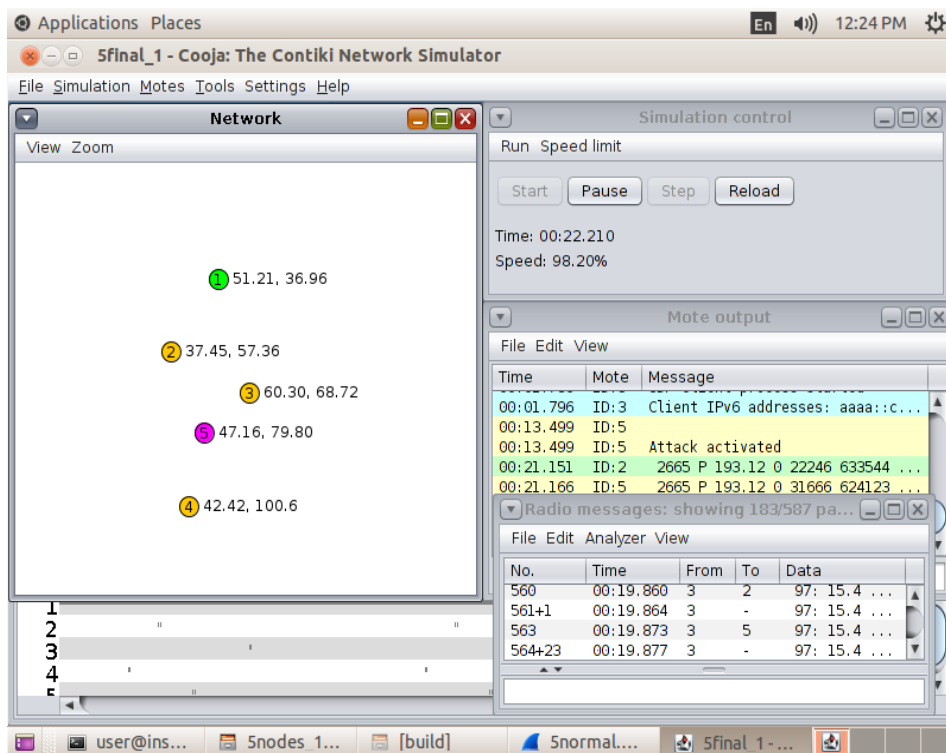 Applications Places En 12:24 PM
5final_1 - Cooja: The Contiki Network Simulator
File Simulation Motes Tools Settings Help
Network
View Zoom
1 51.21, 36.96
2 37.45, 57.36
3 60.30, 68.72
5 47.16, 79.80
4 42.42, 100.6
Simulation control
Run Speed limit
Start Pause Step Reload
Time: 00:22.210
Speed: 98.20%
Mote output
File Edit View
Time Mote Message
00:01.796 ID:3 Client IPv6 addresses: aaaa::c...
00:13.499 ID:5
00:13.499 ID:5 Attack activated
00:21.151 ID:2 2665 P 193.12 0 22246 633544 ...
00:21.166 ID:5 2665 P 193.12 0 31666 624123 ...
Radio messages: showing 183/587 pa...
File Edit Analyzer View
No. Time From To Data
560 00:19.860 3 2 97: 15.4 ...
561+1 00:19.864 3 - 97: 15.4 ...
563 00:19.873 3 5 97: 15.4 ...
564+23 00:19.877 3 - 97: 15.4 ...
1
2
3
4
5
user@ins... 5nodes_1... [build] 5normal.... 5final_1 -...